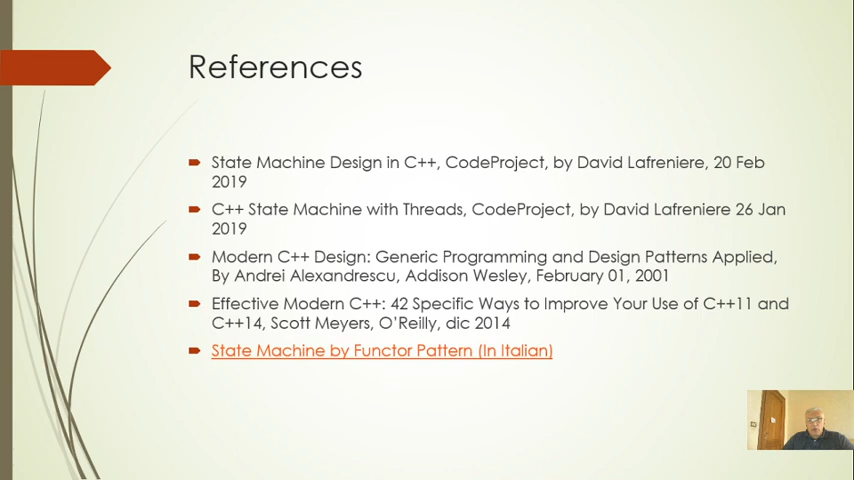 References
State Machine Design in C++, CodeProject, by David Lafreniere, 20 Feb
2019
C++ State Machine with Threads, CodeProject, by David Lafreniere 26 Jan
2019
Modern C++ Design: Generic Programming and Design Patterns Applied,
By Andrei Alexandrescu, Addison Wesley, February 01, 2001
Effective Modern C++: 42 Specific Ways to Improve Your Use of C++11 and
C++14, Scott Meyers, O'Reilly, dic 2014
State Machine by Functor Pattern (In Italian)